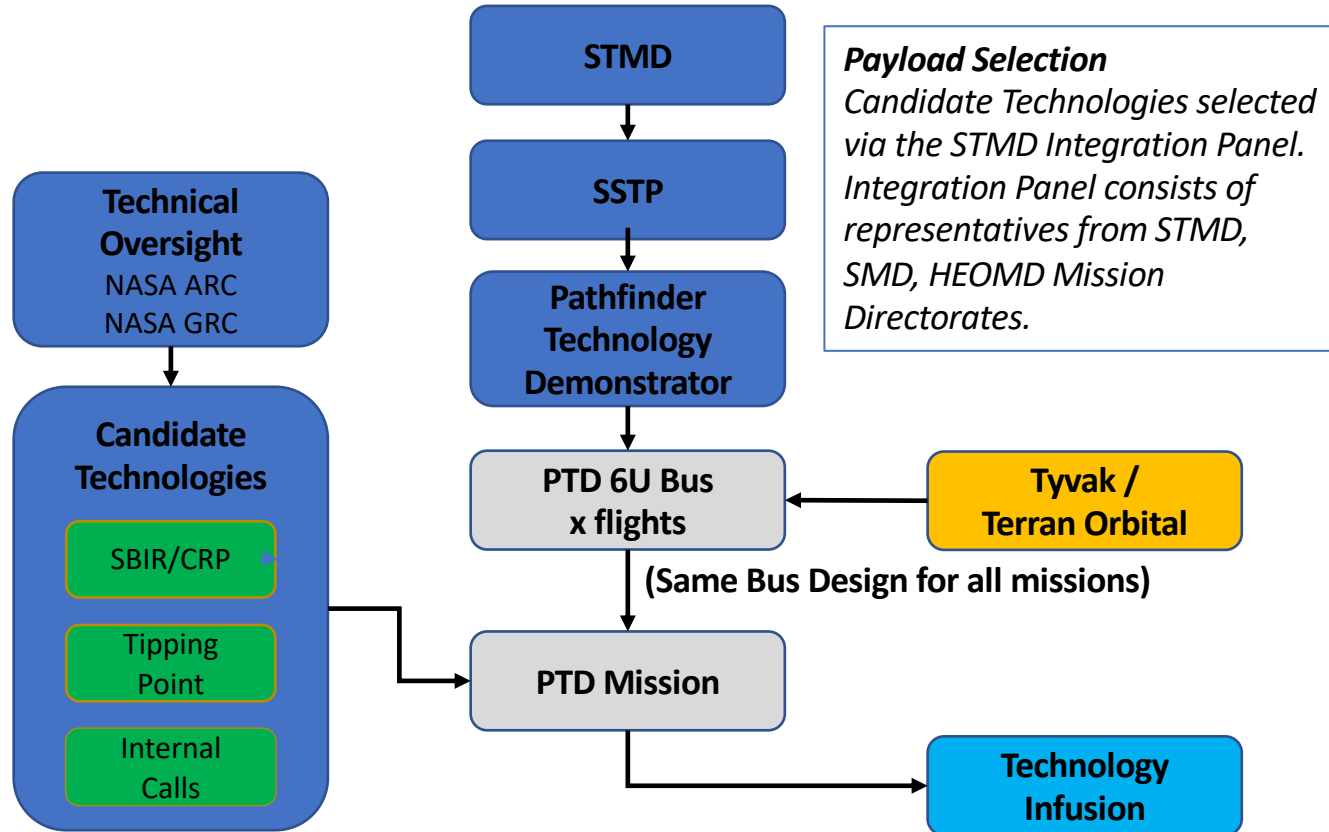 STMD
SSTP
Pathfinder
Technology
Demonstrator
Payload Selection
Candidate Technologies selected
via the STMD Integration Panel.
Integration Panel consists of
representatives from STMD,
SMD, HEOMD Mission
Directorates.
Technical
Oversight
NASA ARC
NASA GRC
Candidate
Technologies
SBIR/CRP
Tipping
Point
Internal
Calls
PTD 6U Bus
x flights
Tyvak /
Terran Orbital
(Same Bus Design for all missions)
PTD Mission
Technology
Infusion